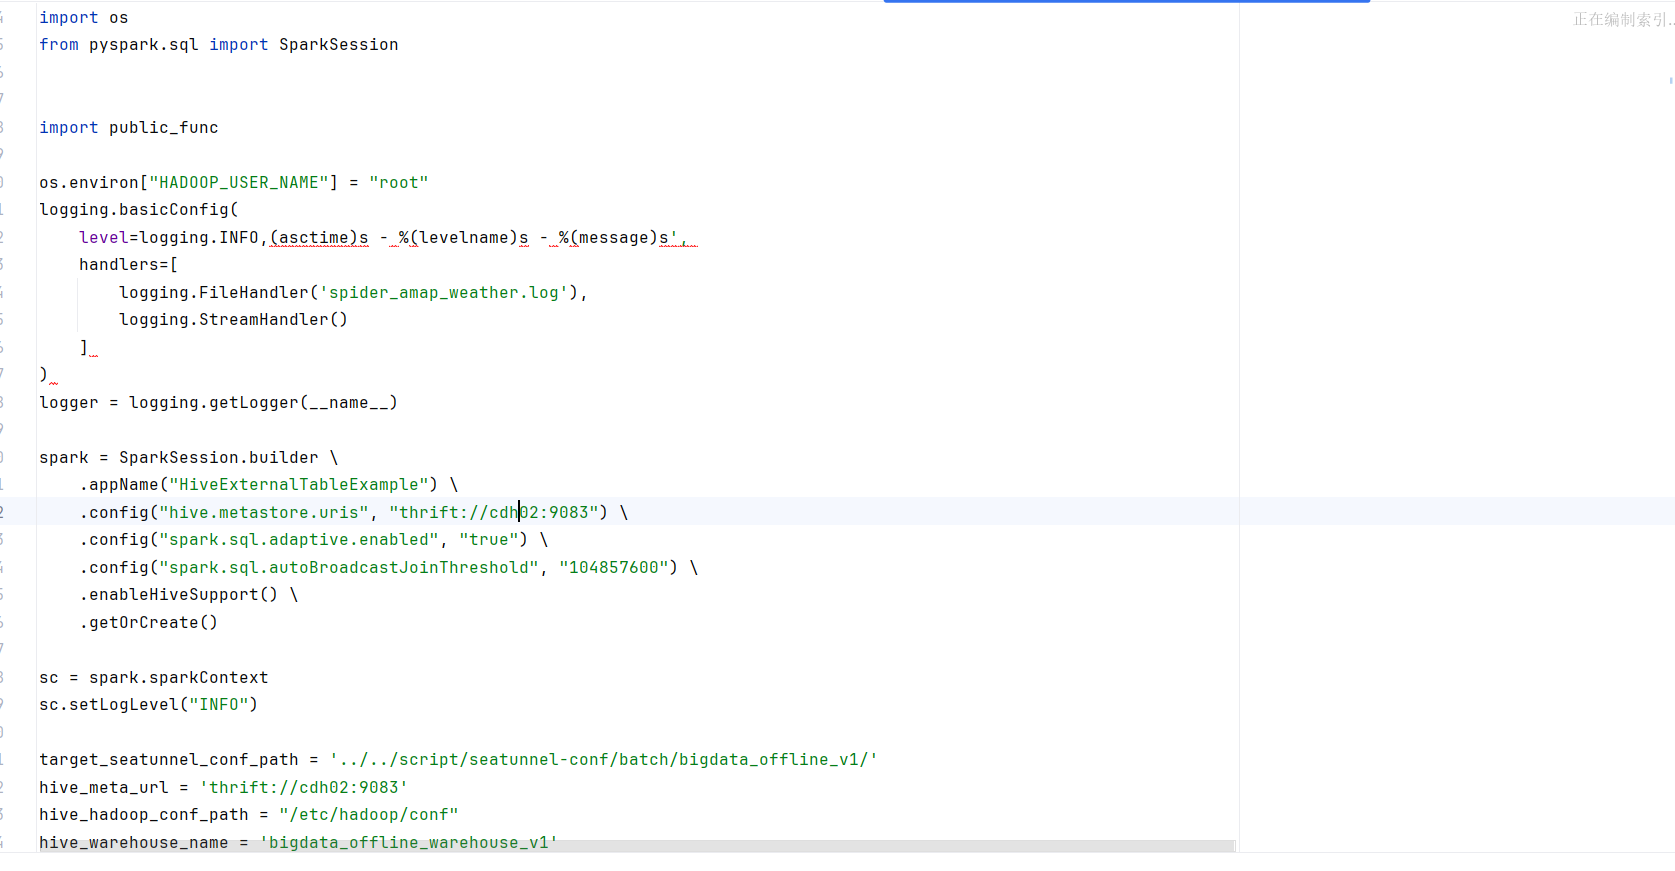 import os
正在编制索引...
from pyspark.sql import SparkSession
import public_func
os.environ["HADOOP_USER_NAME"] = "root"
logging.basicConfig(
    level=logging.INFO,(asctime)s - %(levelname)s - %(message)s',
    handlers=[
        logging.FileHandler('spider_amap_weather.log'),
        logging.StreamHandler()
    ]
)
logger = logging.getLogger(__name__)
spark = SparkSession.builder \
    .appName("HiveExternalTableExample") \
    .config("hive.metastore.uris", "thrift://cdh02:9083") \
    .config("spark.sql.adaptive.enabled", "true") \
    .config("spark.sql.autoBroadcastJoinThreshold", "104857600") \
    .enableHiveSupport() \
    .getOrCreate()
sc = spark.sparkContext
sc.setLogLevel("INFO")
target_seatunnel_conf_path = '../../script/seatunnel-conf/batch/bigdata_offline_v1/'
hive_meta_url = 'thrift://cdh02:9083'
hive_hadoop_conf_path = "/etc/hadoop/conf"
hive_warehouse_name = 'bigdata_offline_warehouse_v1'